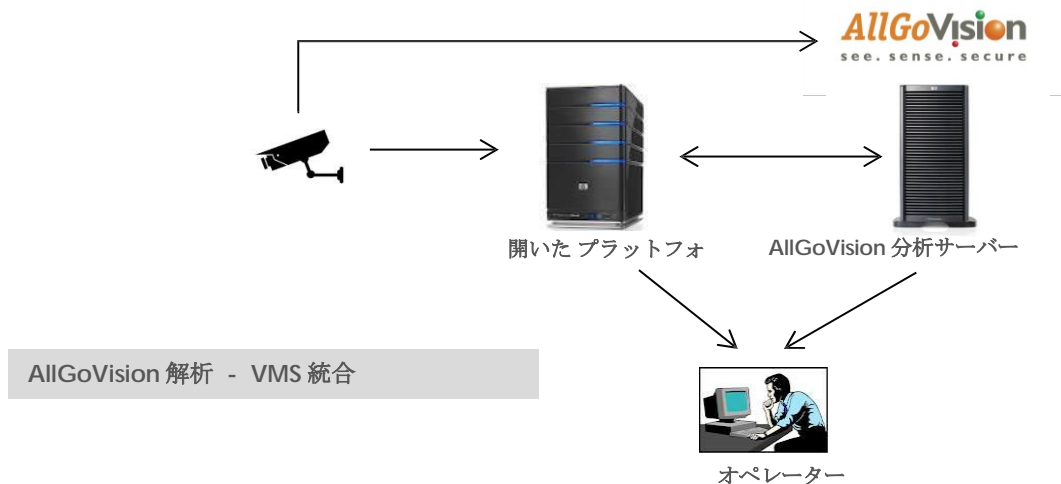 AllGoVision
see. sense. secure
開いた プラットフォ
AllGoVision 分析サーバー
AllGoVision 解析 - VMS 統合
オペレーター